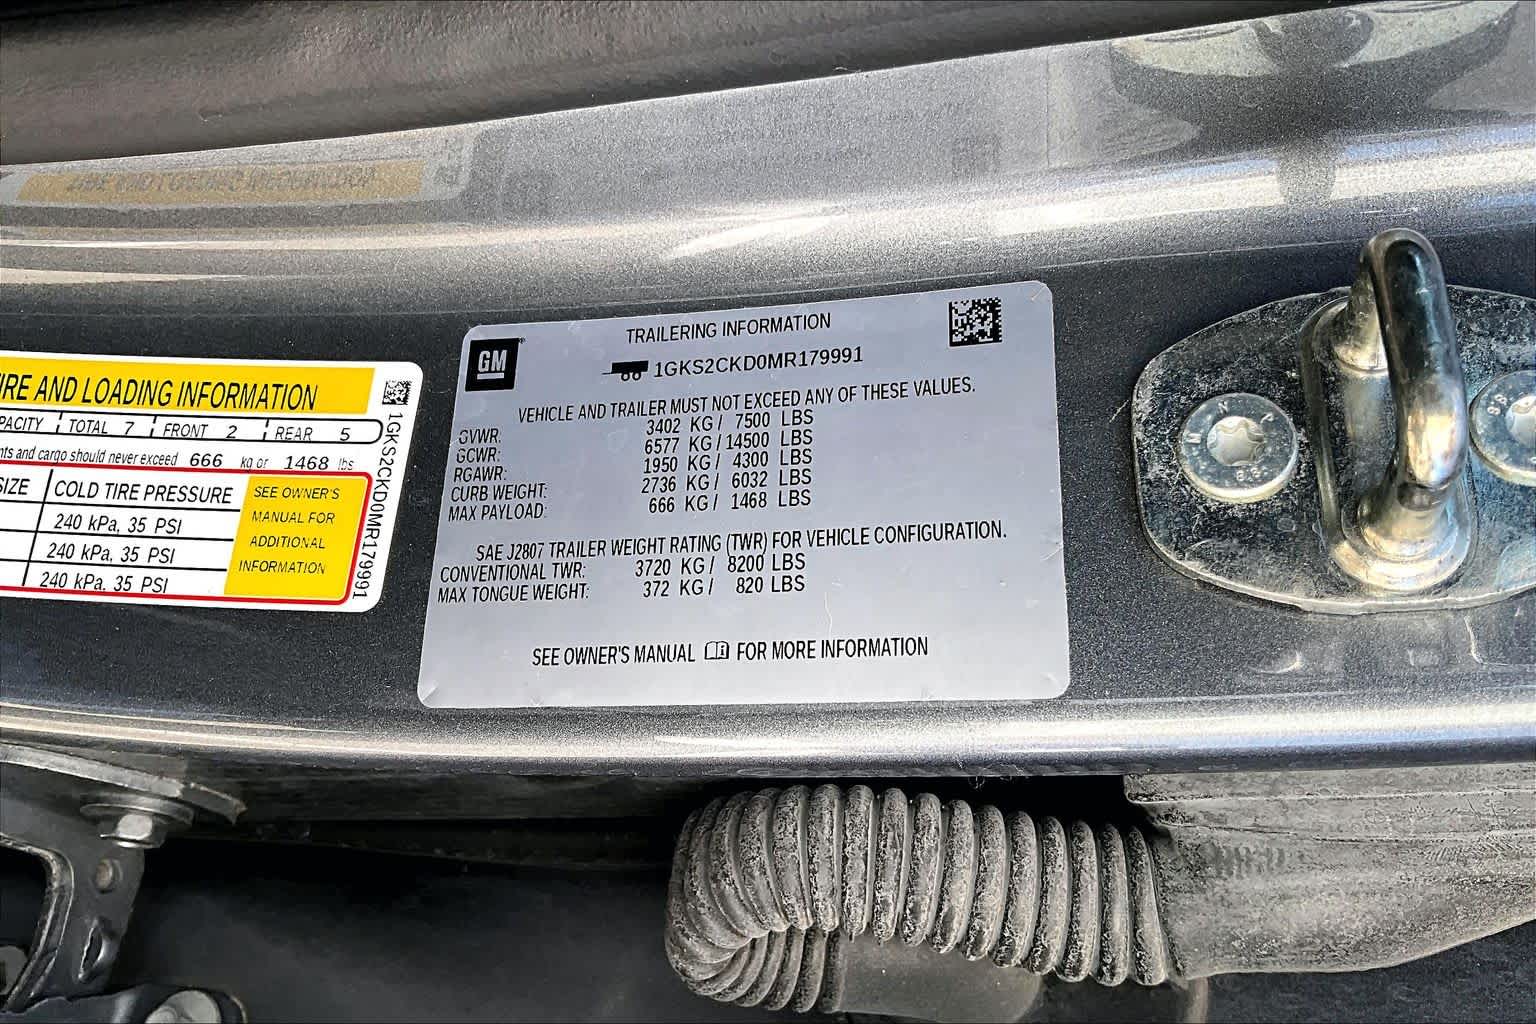 TIRE AND LOADING INFORMATION
TOTAL 7 FRONT 2 REAR 5
and cargo should never exceed 666 kg or 1468 lbs
SIZE COLD TIRE PRESSURE
240 kPa, 35 PSI
240 kPa, 35 PSI
240 kPa, 35 PSI
SEE OWNER'S
MANUAL FOR
ADDITIONAL
INFORMATION
1GKS2CKD0MR179991
GM
TRAILERING INFORMATION
1GKS2CKD0MR179991
VEHICLE AND TRAILER MUST NOT EXCEED ANY OF THESE VALUES.
GVWR: 3402 KG/ 7500 LBS
GCWR: 6577 KG/14500 LBS
RGAWR: 1950 KG/ 4300 LBS
CURB WEIGHT: 2736 KG/ 6032 LBS
MAX PAYLOAD: 666 KG/ 1468 LBS
SAE J2807 TRAILER WEIGHT RATING (TWR) FOR VEHICLE CONFIGURATION.
CONVENTIONAL TWR: 3720 KG/ 8200 LBS
MAX TONGUE WEIGHT: 372 KG/ 820 LBS
SEE OWNER'S MANUAL FOR MORE INFORMATION